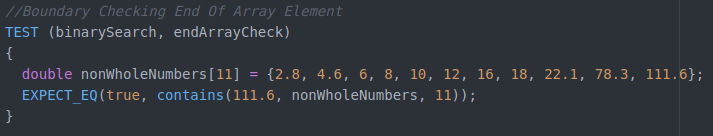 //Boundary Checking End Of Array Element
TEST (binarySearch, endArrayCheck)
{
  double nonWholeNumbers[11] = {2.8, 4.6, 6, 8, 10, 12, 16, 18, 22.1, 78.3, 111.6};
  EXPECT_EQ(true, contains(111.6, nonWholeNumbers, 11));
}